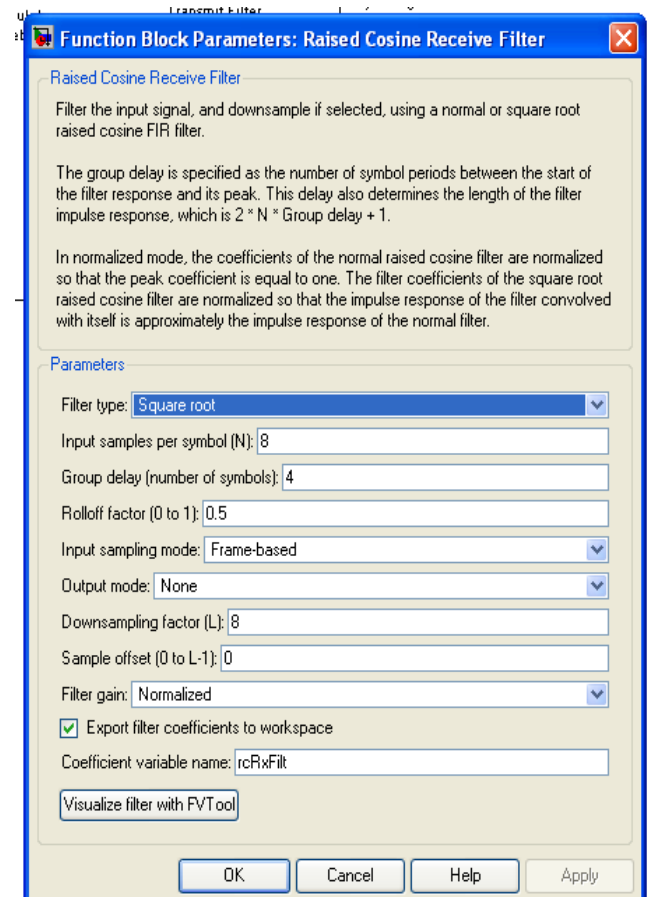 Transmit Filter
Function Block Parameters: Raised Cosine Receive Filter
Raised Cosine Receive Filter
Filter the input signal, and downsample if selected, using a normal or square root
raised cosine FIR filter.
The group delay is specified as the number of symbol periods between the start of
the filter response and its peak. This delay also determines the length of the filter
impulse response, which is 2 * N * Group delay + 1.
In normalized mode, the coefficients of the normal raised cosine filter are normalized
so that the peak coefficient is equal to one. The filter coefficients of the square root
raised cosine filter are normalized so that the impulse response of the filter convolved
with itself is approximately the impulse response of the normal filter.
Parameters
Filter type: Square root
Input samples per symbol (N): 8
Group delay (number of symbols): 4
Rolloff factor (0 to 1): 0.5
Input sampling mode: Frame-based
Output mode: None
Downsampling factor (L): 8
Sample offset (0 to L-1): 0
Filter gain: Normalized
Export filter coefficients to workspace
Coefficient variable name: rcRxFilt
Visualize filter with FVTool
OK Cancel Help Apply